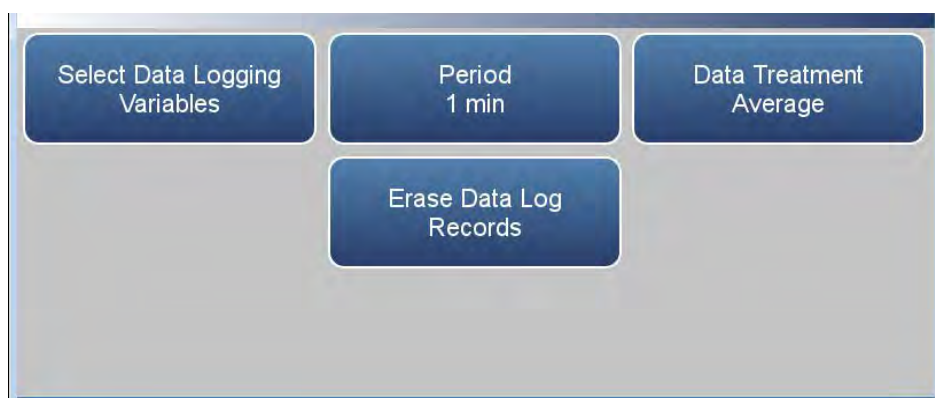 Select Data Logging
Variables
Period
1 min
Data Treatment
Average
Erase Data Log
Records